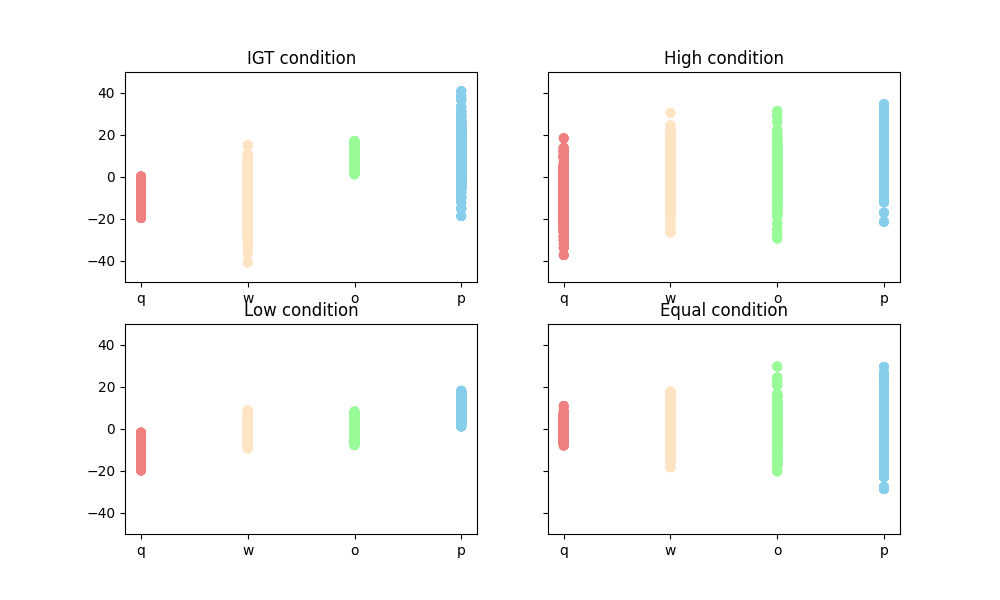 IGT condition
High condition
40
20
0
−20
−40
q w o p
q w o p
Low condition
Equal condition
40
20
0
−20
−40
q w o p
q w o p